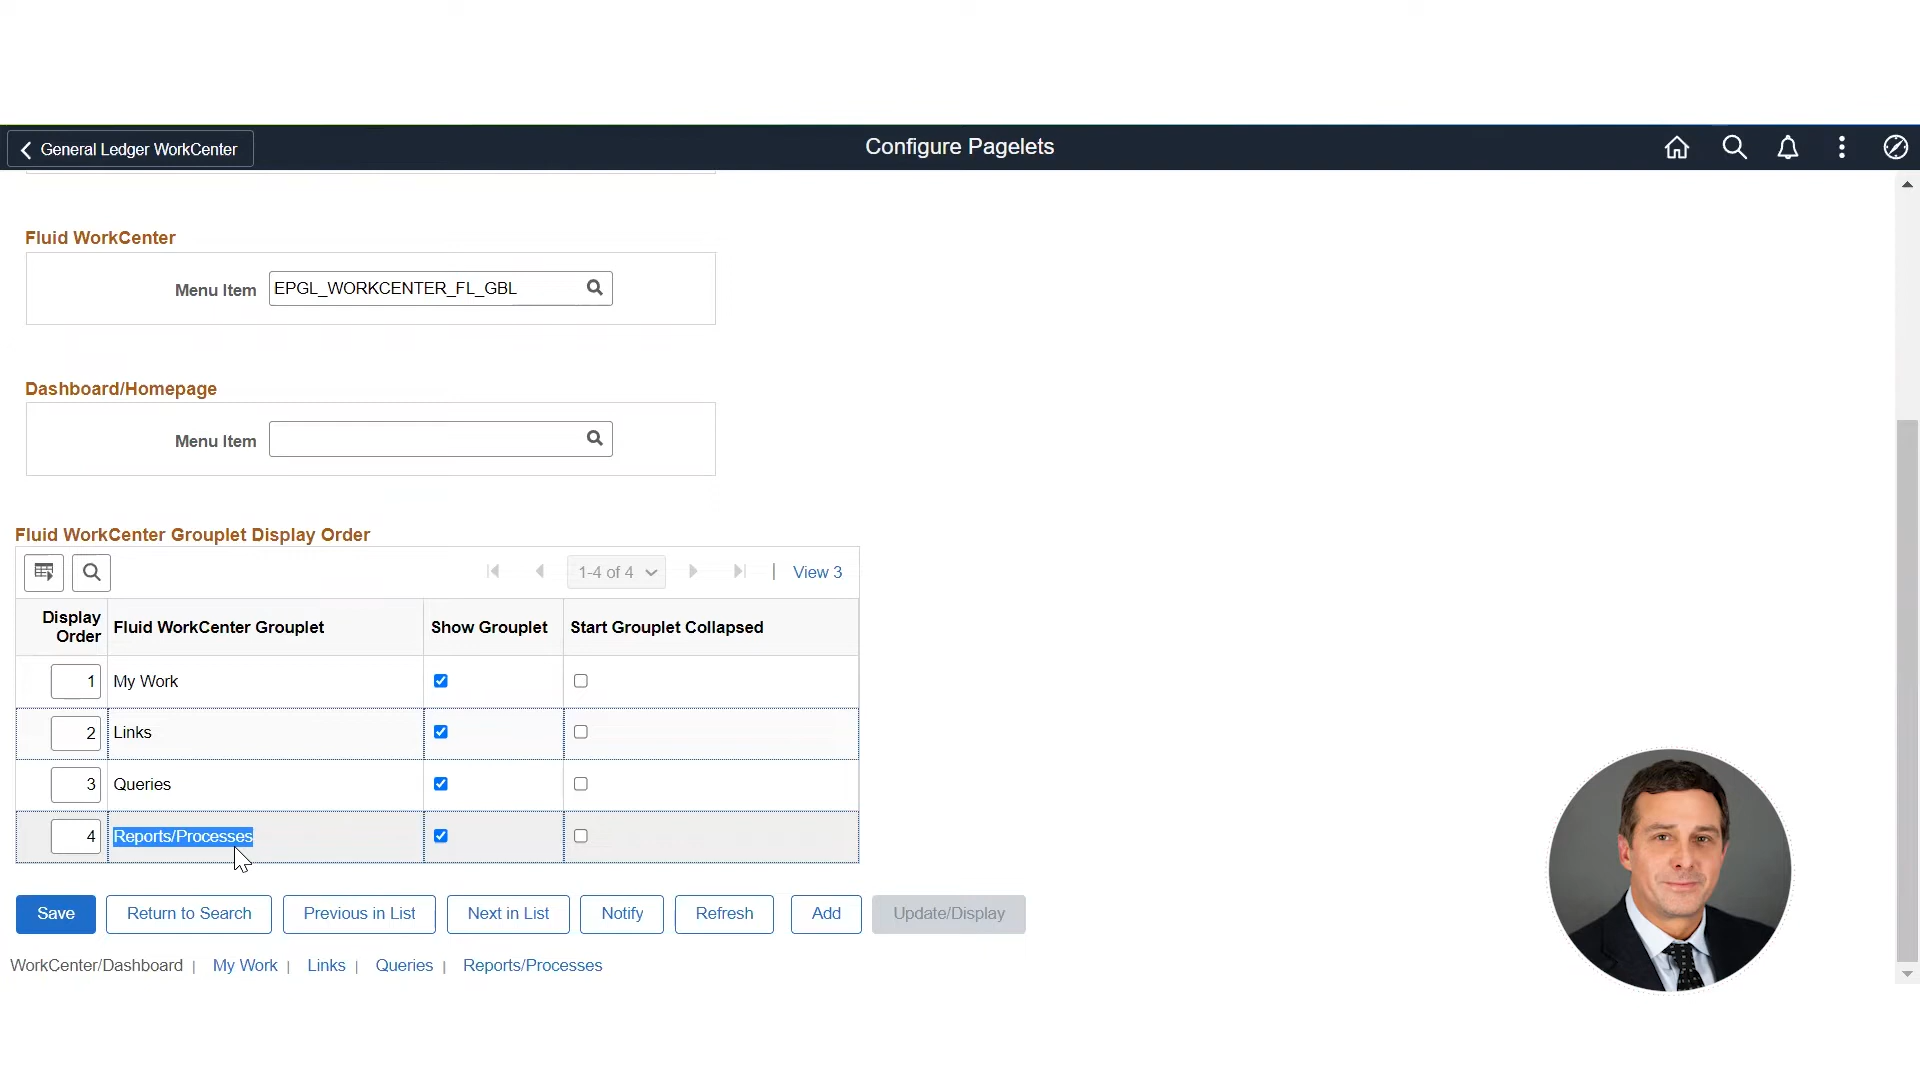 General Ledger WorkCenter
Configure Pagelets
Fluid WorkCenter
Menu Item EPGL_WORKCENTER_FL_GBL
Dashboard/Homepage
Menu Item
Fluid WorkCenter Grouplet Display Order
1-4 of 4 | View 3
Display Order Fluid WorkCenter Grouplet Show Grouplet Start Grouplet Collapsed
1 My Work
2 Links
3 Queries
4 Reports/Processes
Save Return to Search Previous in List Next in List Notify Refresh Add Update/Display
WorkCenter/Dashboard | My Work | Links | Queries | Reports/Processes